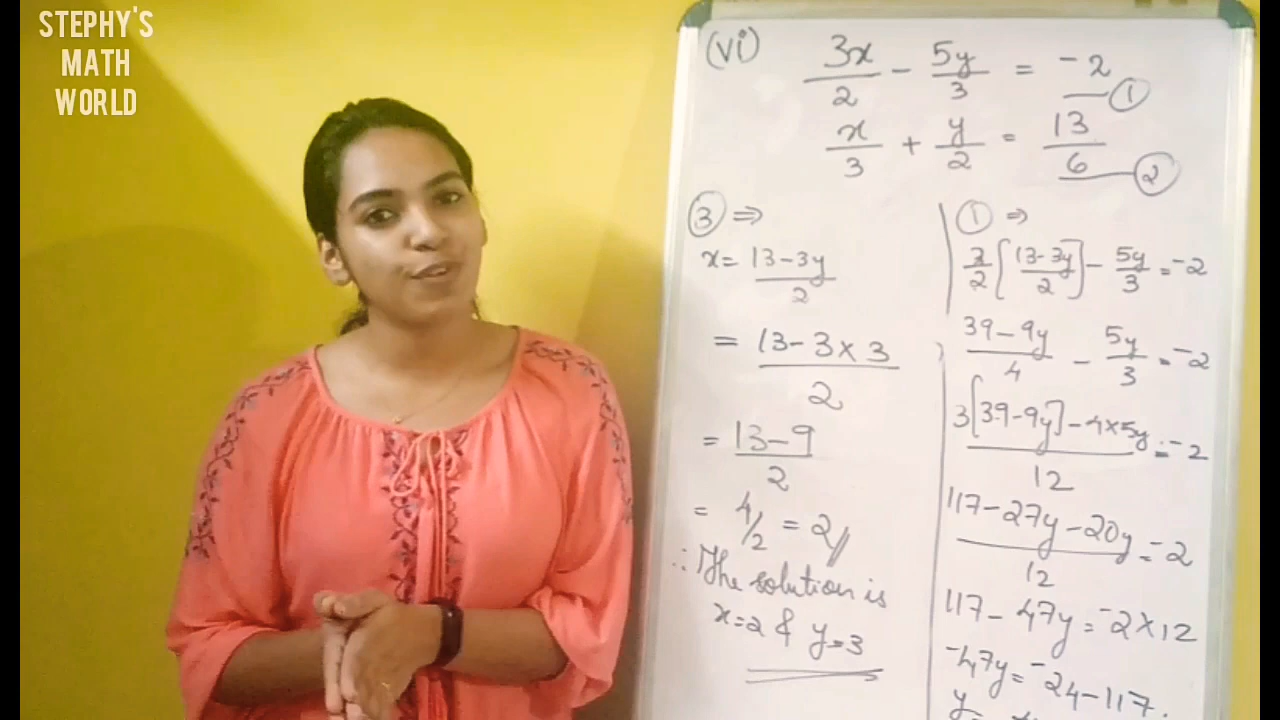 STEPHY'S
MATH
WORLD
(vi) 3x/2 - 5y/3 = -2 ①
x/3 + y/2 = 13/6 ②
③ ⇒
x = 13-3y/2
= 13-3×3/2
= 13-9/2
= 4/2 = 2//
∴ The solution is
x=2 & y=3
① ⇒
3/2 [13-3y/2] - 5y/3 = -2
39-9y/4 - 5y/3 = -2
3[39-9y] - 4×5y/12 = -2
117-27y-20y/12 = -2
117-47y = -2×12
-47y = -24-117.
y